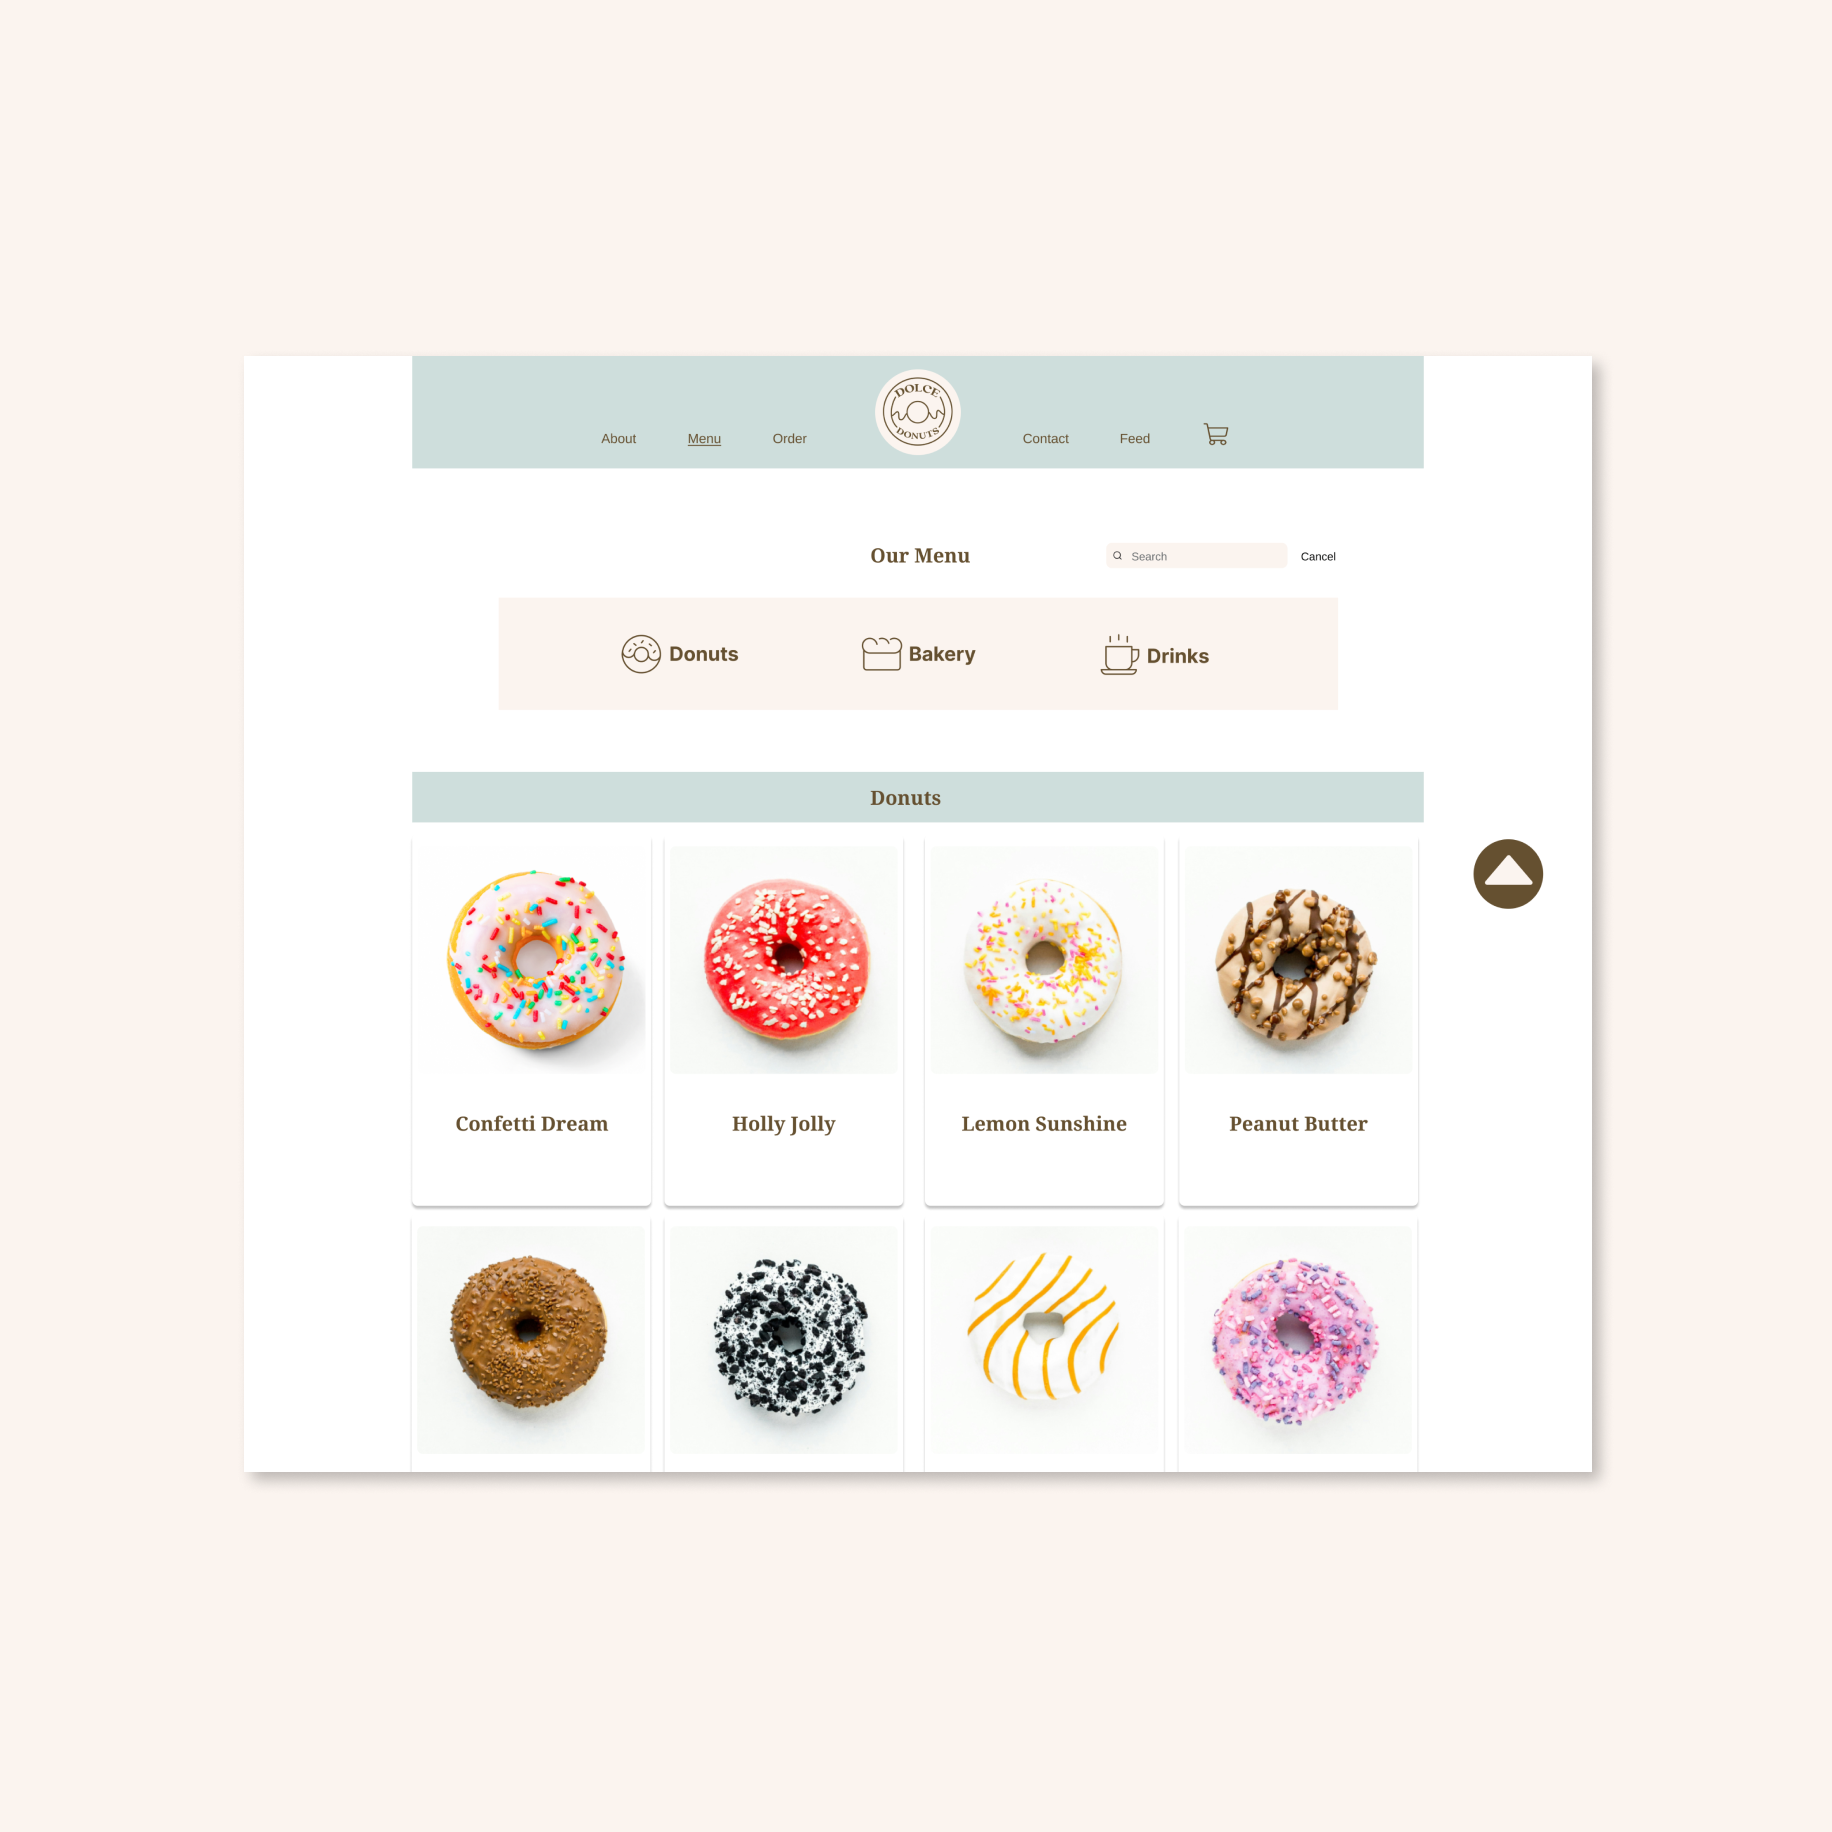 DOLCE
DONUTS
About
Menu
Order
Contact
Feed
Our Menu
Search
Cancel
Donuts
Bakery
Drinks
Donuts
Confetti Dream
Holly Jolly
Lemon Sunshine
Peanut Butter